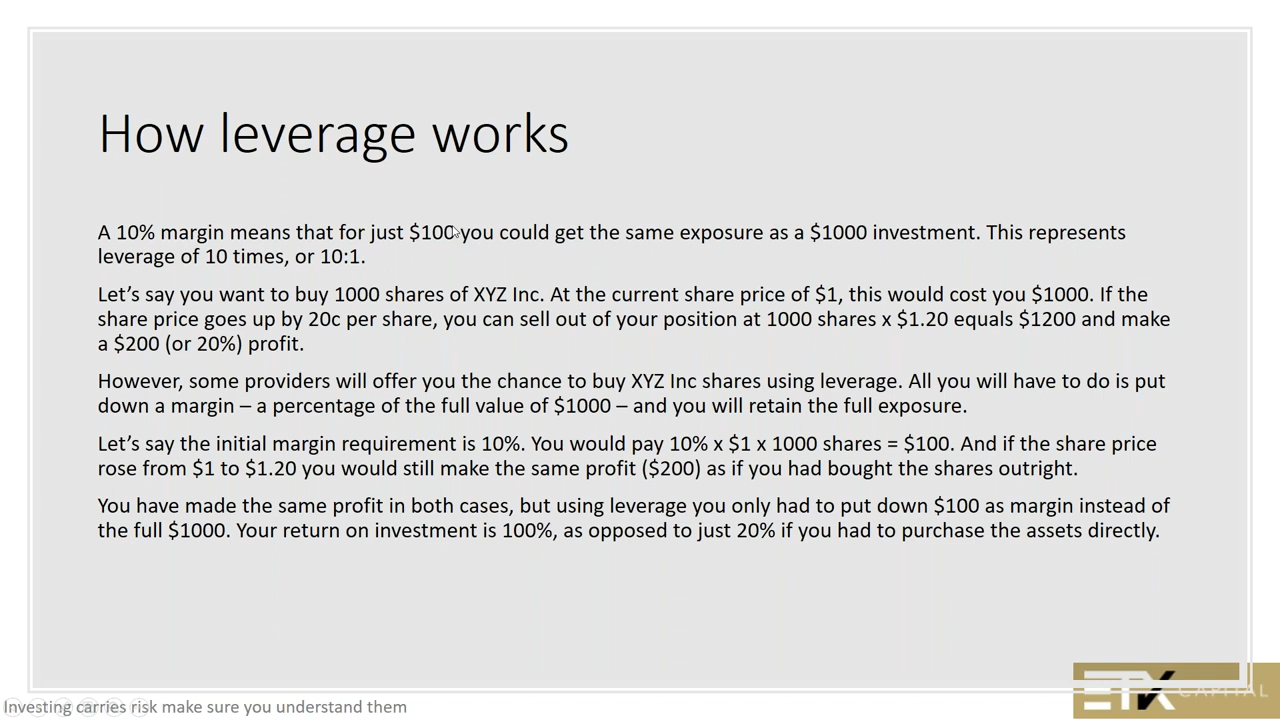 How leverage works
A 10% margin means that for just $100 you could get the same exposure as a $1000 investment. This represents
leverage of 10 times, or 10:1.
Let’s say you want to buy 1000 shares of XYZ Inc. At the current share price of $1, this would cost you $1000. If the
share price goes up by 20c per share, you can sell out of your position at 1000 shares x $1.20 equals $1200 and make
a $200 (or 20%) profit.
However, some providers will offer you the chance to buy XYZ Inc shares using leverage. All you will have to do is put
down a margin – a percentage of the full value of $1000 – and you will retain the full exposure.
Let’s say the initial margin requirement is 10%. You would pay 10% x $1 x 1000 shares = $100. And if the share price
rose from $1 to $1.20 you would still make the same profit ($200) as if you had bought the shares outright.
You have made the same profit in both cases, but using leverage you only had to put down $100 as margin instead of
the full $1000. Your return on investment is 100%, as opposed to just 20% if you had to purchase the assets directly.
ETX CAPITAL
Investing carries risk make sure you understand them